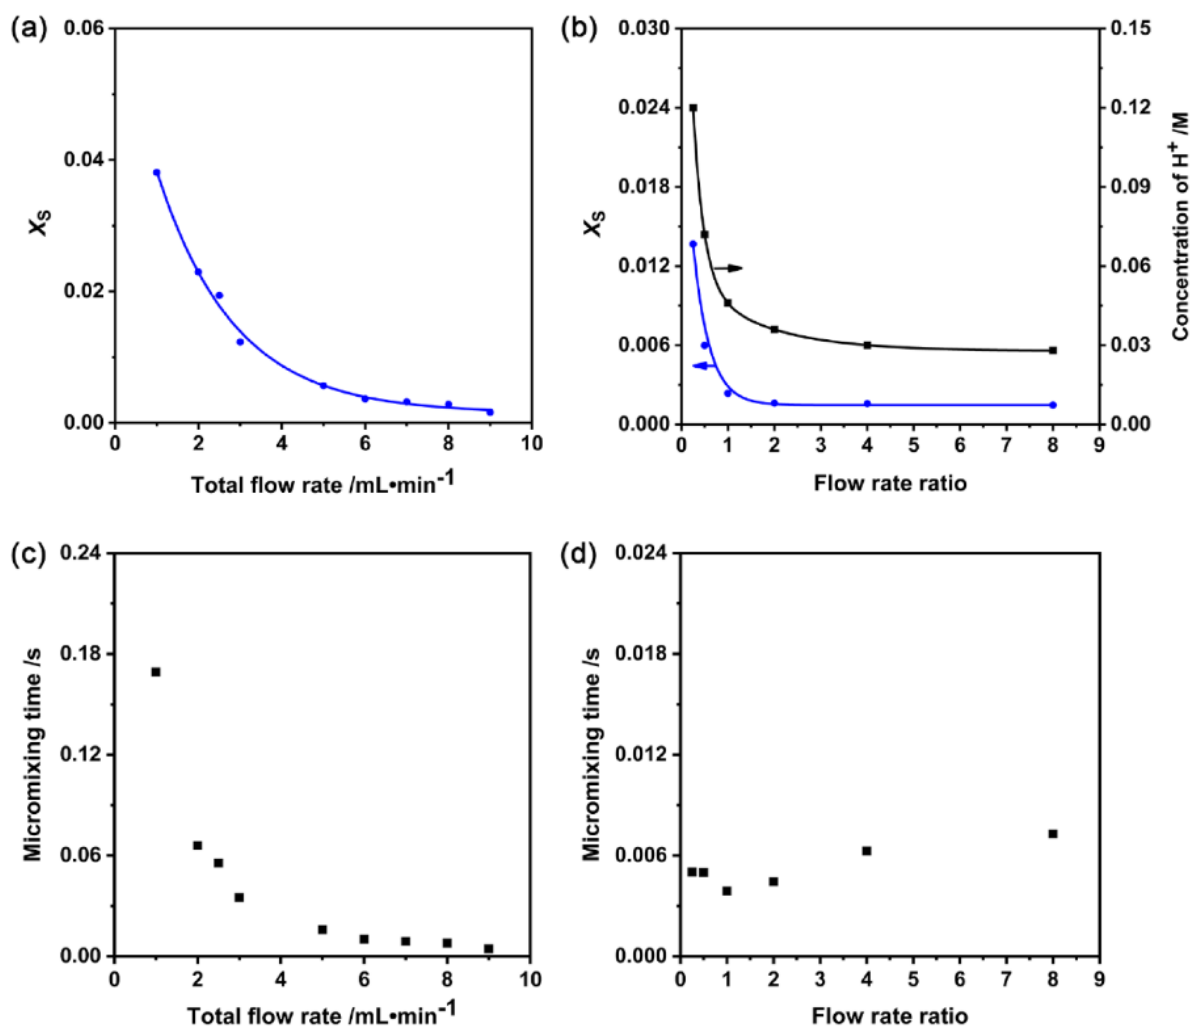 (a)
0.06
0.04
0.02
0.00
X_S
0 2 4 6 8 10
Total flow rate /mL•min⁻¹
(b)
0.030
0.024
0.018
0.012
0.006
0.000
X_S
0.15
0.12
0.09
0.06
0.03
0.00
Concentration of H⁺ /M
0 1 2 3 4 5 6 7 8 9
Flow rate ratio
(c)
0.24
0.18
0.12
0.06
0.00
Micromixing time /s
0 2 4 6 8 10
Total flow rate /mL•min⁻¹
(d)
0.024
0.018
0.012
0.006
0.000
Micromixing time /s
0 1 2 3 4 5 6 7 8 9
Flow rate ratio